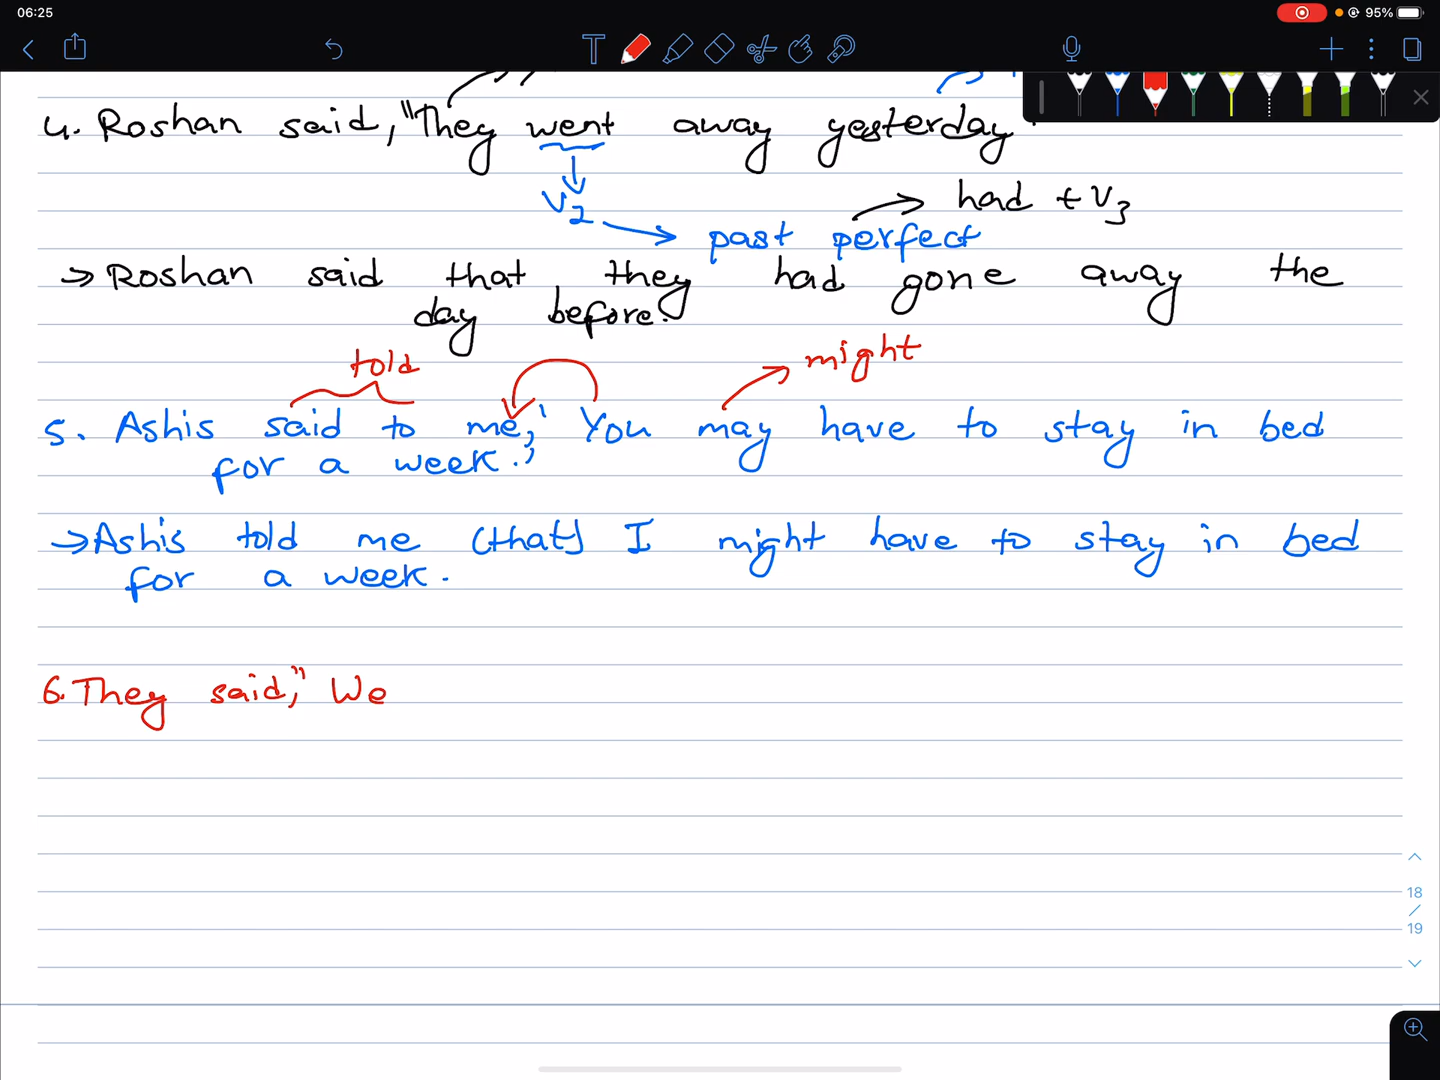 06:25
95%
4. Roshan said, "They went away yesterday"
had + V3
V2
past perfect
→ Roshan said that they had gone away the
day before.
told
might
5. Ashis said to me, 'You may have to stay in bed
for a week.'
→ Ashis told me (that) I might have to stay in bed
for a week.
6. They said," We
18
/
19